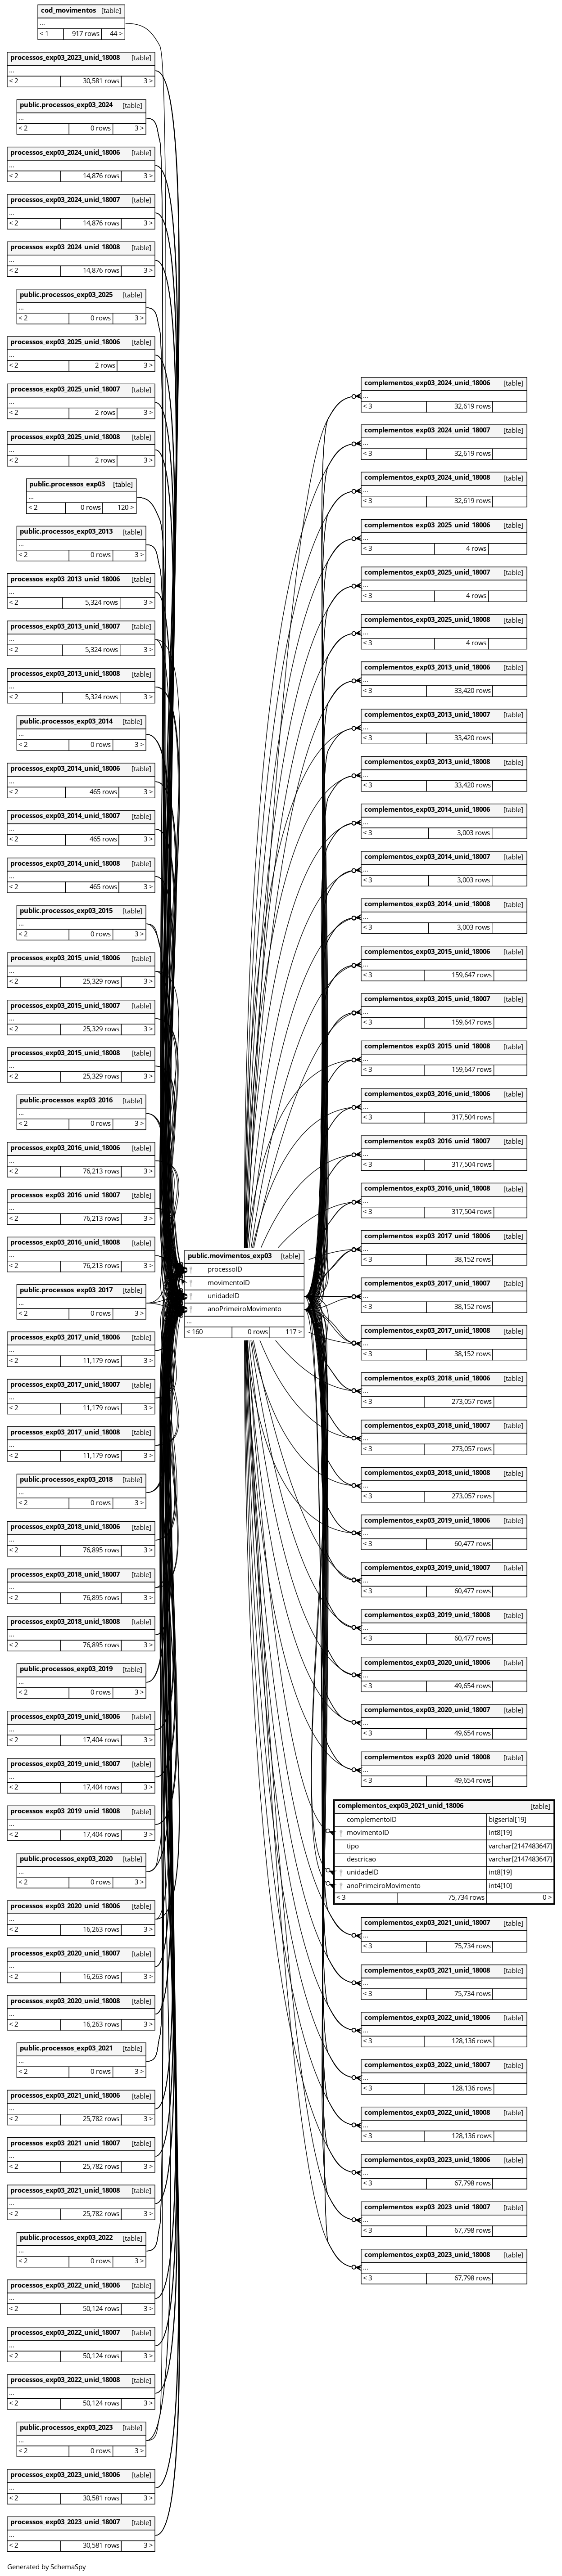 cod_movimentos [table]
...
< 1 917 rows 44 >
processos_exp03_2023_unid_18008 [table]
...
< 2 30,581 rows 3 >
public.processos_exp03_2024 [table]
...
< 2 0 rows 3 >
processos_exp03_2024_unid_18006 [table]
...
< 2 14,876 rows 3 >
processos_exp03_2024_unid_18007 [table]
...
< 2 14,876 rows 3 >
processos_exp03_2024_unid_18008 [table]
...
< 2 14,876 rows 3 >
public.processos_exp03_2025 [table]
...
< 2 0 rows 3 >
processos_exp03_2025_unid_18006 [table]
...
< 2 2 rows 3 >
processos_exp03_2025_unid_18007 [table]
...
< 2 2 rows 3 >
processos_exp03_2025_unid_18008 [table]
...
< 2 2 rows 3 >
public.processos_exp03 [table]
...
< 2 0 rows 120 >
public.processos_exp03_2013 [table]
...
< 2 0 rows 3 >
processos_exp03_2013_unid_18006 [table]
...
< 2 5,324 rows 3 >
processos_exp03_2013_unid_18007 [table]
...
< 2 5,324 rows 3 >
processos_exp03_2013_unid_18008 [table]
...
< 2 5,324 rows 3 >
public.processos_exp03_2014 [table]
...
< 2 0 rows 3 >
processos_exp03_2014_unid_18006 [table]
...
< 2 465 rows 3 >
processos_exp03_2014_unid_18007 [table]
...
< 2 465 rows 3 >
processos_exp03_2014_unid_18008 [table]
...
< 2 465 rows 3 >
public.processos_exp03_2015 [table]
...
< 2 0 rows 3 >
processos_exp03_2015_unid_18006 [table]
...
< 2 25,329 rows 3 >
processos_exp03_2015_unid_18007 [table]
...
< 2 25,329 rows 3 >
processos_exp03_2015_unid_18008 [table]
...
< 2 25,329 rows 3 >
public.processos_exp03_2016 [table]
...
< 2 0 rows 3 >
processos_exp03_2016_unid_18006 [table]
...
< 2 76,213 rows 3 >
processos_exp03_2016_unid_18007 [table]
...
< 2 76,213 rows 3 >
processos_exp03_2016_unid_18008 [table]
...
< 2 76,213 rows 3 >
public.processos_exp03_2017 [table]
...
< 2 0 rows 3 >
processos_exp03_2017_unid_18006 [table]
...
< 2 11,179 rows 3 >
processos_exp03_2017_unid_18007 [table]
...
< 2 11,179 rows 3 >
processos_exp03_2017_unid_18008 [table]
...
< 2 11,179 rows 3 >
public.processos_exp03_2018 [table]
...
< 2 0 rows 3 >
processos_exp03_2018_unid_18006 [table]
...
< 2 76,895 rows 3 >
processos_exp03_2018_unid_18007 [table]
...
< 2 76,895 rows 3 >
processos_exp03_2018_unid_18008 [table]
...
< 2 76,895 rows 3 >
public.processos_exp03_2019 [table]
...
< 2 0 rows 3 >
processos_exp03_2019_unid_18006 [table]
...
< 2 17,404 rows 3 >
processos_exp03_2019_unid_18007 [table]
...
< 2 17,404 rows 3 >
processos_exp03_2019_unid_18008 [table]
...
< 2 17,404 rows 3 >
public.processos_exp03_2020 [table]
...
< 2 0 rows 3 >
processos_exp03_2020_unid_18006 [table]
...
< 2 16,263 rows 3 >
processos_exp03_2020_unid_18007 [table]
...
< 2 16,263 rows 3 >
processos_exp03_2020_unid_18008 [table]
...
< 2 16,263 rows 3 >
public.processos_exp03_2021 [table]
...
< 2 0 rows 3 >
processos_exp03_2021_unid_18006 [table]
...
< 2 25,782 rows 3 >
processos_exp03_2021_unid_18007 [table]
...
< 2 25,782 rows 3 >
processos_exp03_2021_unid_18008 [table]
...
< 2 25,782 rows 3 >
public.processos_exp03_2022 [table]
...
< 2 0 rows 3 >
processos_exp03_2022_unid_18006 [table]
...
< 2 50,124 rows 3 >
processos_exp03_2022_unid_18007 [table]
...
< 2 50,124 rows 3 >
processos_exp03_2022_unid_18008 [table]
...
< 2 50,124 rows 3 >
public.processos_exp03_2023 [table]
...
< 2 0 rows 3 >
processos_exp03_2023_unid_18006 [table]
...
< 2 30,581 rows 3 >
processos_exp03_2023_unid_18007 [table]
...
< 2 30,581 rows 3 >
public.movimentos_exp03 [table]
processoID
movimentoID
unidadeID
anoPrimeiroMovimento
...
< 160 0 rows 117 >
complementos_exp03_2024_unid_18006 [table]
...
< 3 32,619 rows
complementos_exp03_2024_unid_18007 [table]
...
< 3 32,619 rows
complementos_exp03_2024_unid_18008 [table]
...
< 3 32,619 rows
complementos_exp03_2025_unid_18006 [table]
...
< 3 4 rows
complementos_exp03_2025_unid_18007 [table]
...
< 3 4 rows
complementos_exp03_2025_unid_18008 [table]
...
< 3 4 rows
complementos_exp03_2013_unid_18006 [table]
...
< 3 33,420 rows
complementos_exp03_2013_unid_18007 [table]
...
< 3 33,420 rows
complementos_exp03_2013_unid_18008 [table]
...
< 3 33,420 rows
complementos_exp03_2014_unid_18006 [table]
...
< 3 3,003 rows
complementos_exp03_2014_unid_18007 [table]
...
< 3 3,003 rows
complementos_exp03_2014_unid_18008 [table]
...
< 3 3,003 rows
complementos_exp03_2015_unid_18006 [table]
...
< 3 159,647 rows
complementos_exp03_2015_unid_18007 [table]
...
< 3 159,647 rows
complementos_exp03_2015_unid_18008 [table]
...
< 3 159,647 rows
complementos_exp03_2016_unid_18006 [table]
...
< 3 317,504 rows
complementos_exp03_2016_unid_18007 [table]
...
< 3 317,504 rows
complementos_exp03_2016_unid_18008 [table]
...
< 3 317,504 rows
complementos_exp03_2017_unid_18006 [table]
...
< 3 38,152 rows
complementos_exp03_2017_unid_18007 [table]
...
< 3 38,152 rows
complementos_exp03_2017_unid_18008 [table]
...
< 3 38,152 rows
complementos_exp03_2018_unid_18006 [table]
...
< 3 273,057 rows
complementos_exp03_2018_unid_18007 [table]
...
< 3 273,057 rows
complementos_exp03_2018_unid_18008 [table]
...
< 3 273,057 rows
complementos_exp03_2019_unid_18006 [table]
...
< 3 60,477 rows
complementos_exp03_2019_unid_18007 [table]
...
< 3 60,477 rows
complementos_exp03_2019_unid_18008 [table]
...
< 3 60,477 rows
complementos_exp03_2020_unid_18006 [table]
...
< 3 49,654 rows
complementos_exp03_2020_unid_18007 [table]
...
< 3 49,654 rows
complementos_exp03_2020_unid_18008 [table]
...
< 3 49,654 rows
complementos_exp03_2021_unid_18006 [table]
complementoID bigserial[19]
movimentoID int8[19]
tipo varchar[2147483647]
descricao varchar[2147483647]
unidadeID int8[19]
anoPrimeiroMovimento int4[10]
< 3 75,734 rows 0 >
complementos_exp03_2021_unid_18007 [table]
...
< 3 75,734 rows
complementos_exp03_2021_unid_18008 [table]
...
< 3 75,734 rows
complementos_exp03_2022_unid_18006 [table]
...
< 3 128,136 rows
complementos_exp03_2022_unid_18007 [table]
...
< 3 128,136 rows
complementos_exp03_2022_unid_18008 [table]
...
< 3 128,136 rows
complementos_exp03_2023_unid_18006 [table]
...
< 3 67,798 rows
complementos_exp03_2023_unid_18007 [table]
...
< 3 67,798 rows
complementos_exp03_2023_unid_18008 [table]
...
< 3 67,798 rows
Generated by SchemaSpy